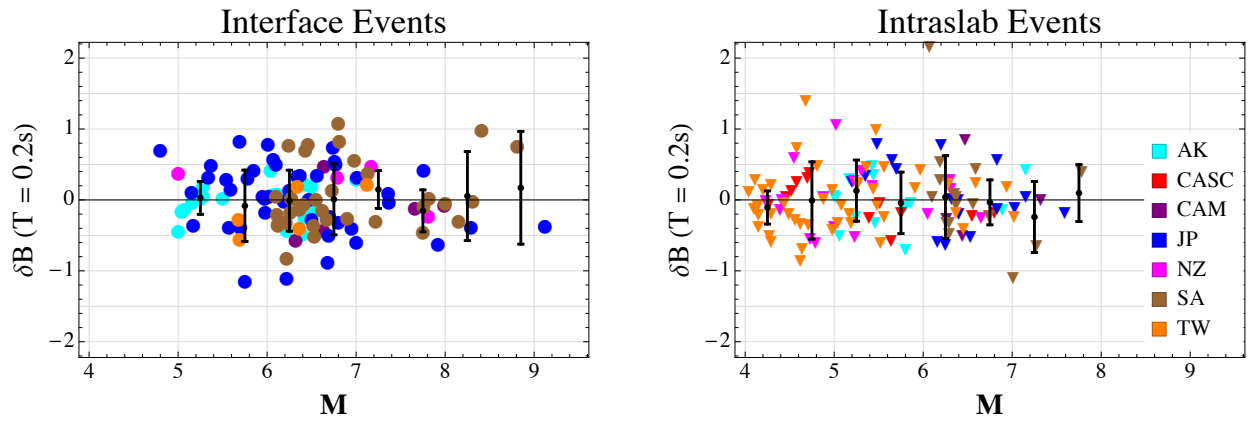 Interface Events
δB (T = 0.2s)
2
1
0
−1
−2
4 5 6 7 8 9
M
Intraslab Events
δB (T = 0.2s)
2
1
0
−1
−2
4 5 6 7 8 9
M
AK
CASC
CAM
JP
NZ
SA
TW